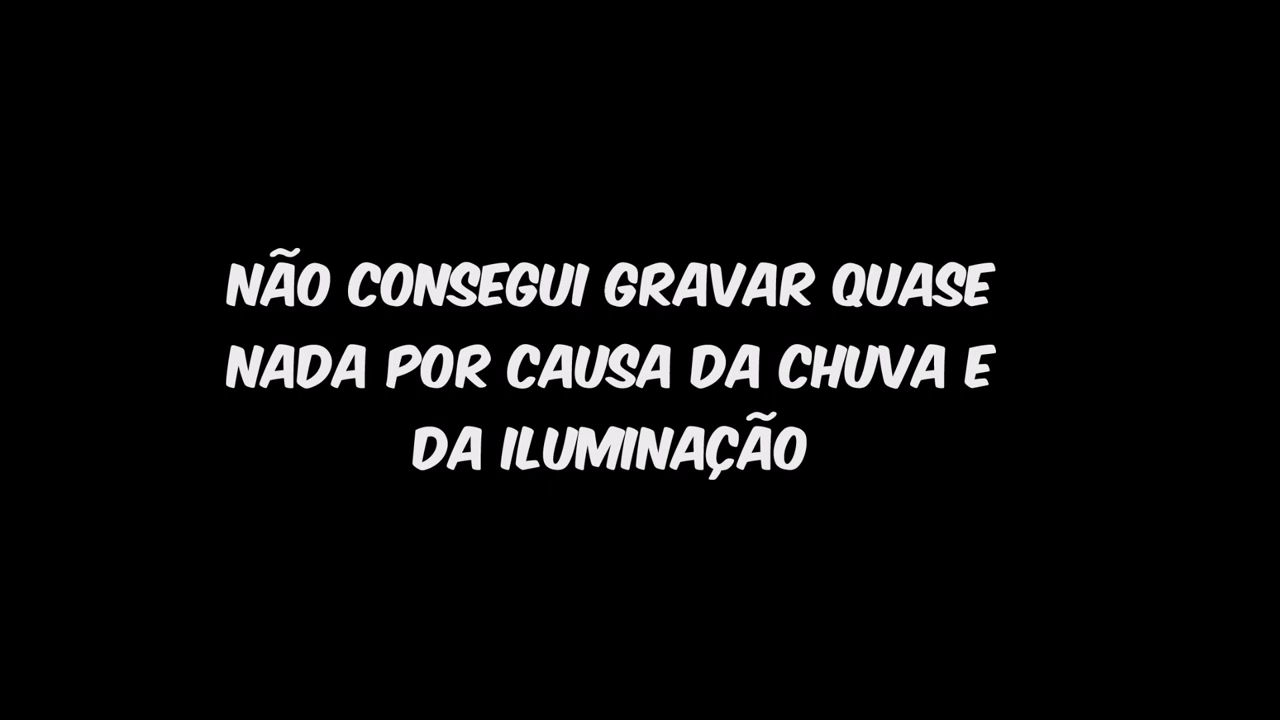 NÃO CONSEGUI GRAVAR QUASE
NADA POR CAUSA DA CHUVA E
DA ILUMINAÇÃO